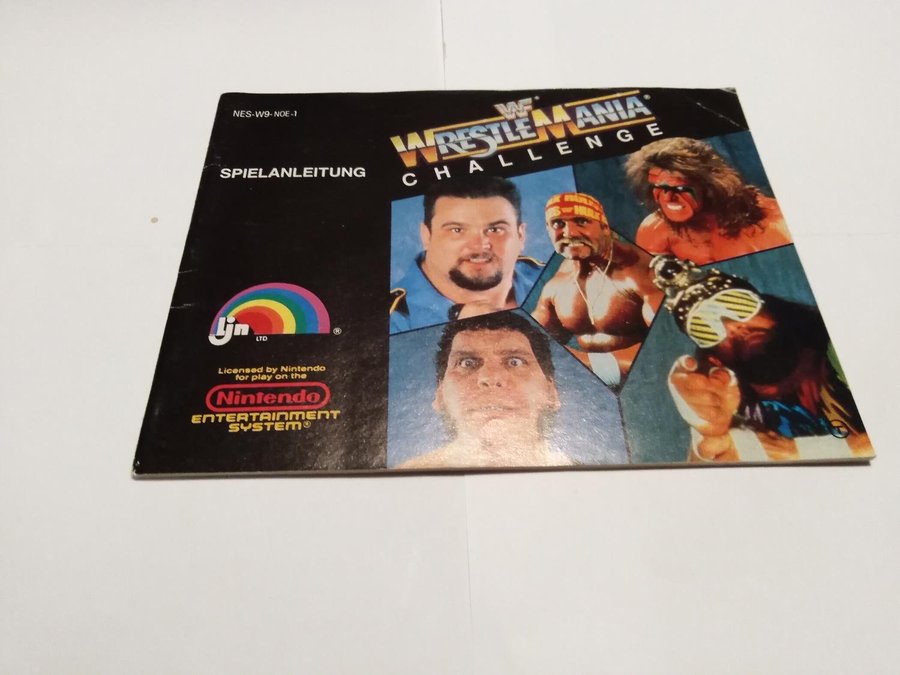 NES-W9-NOE-1
SPIELANLEITUNG
WF®
WRESTLEMANIA®
CHALLENGE
ljn ®
LTD
Licensed by Nintendo
for play on the
Nintendo
ENTERTAINMENT
SYSTEM®